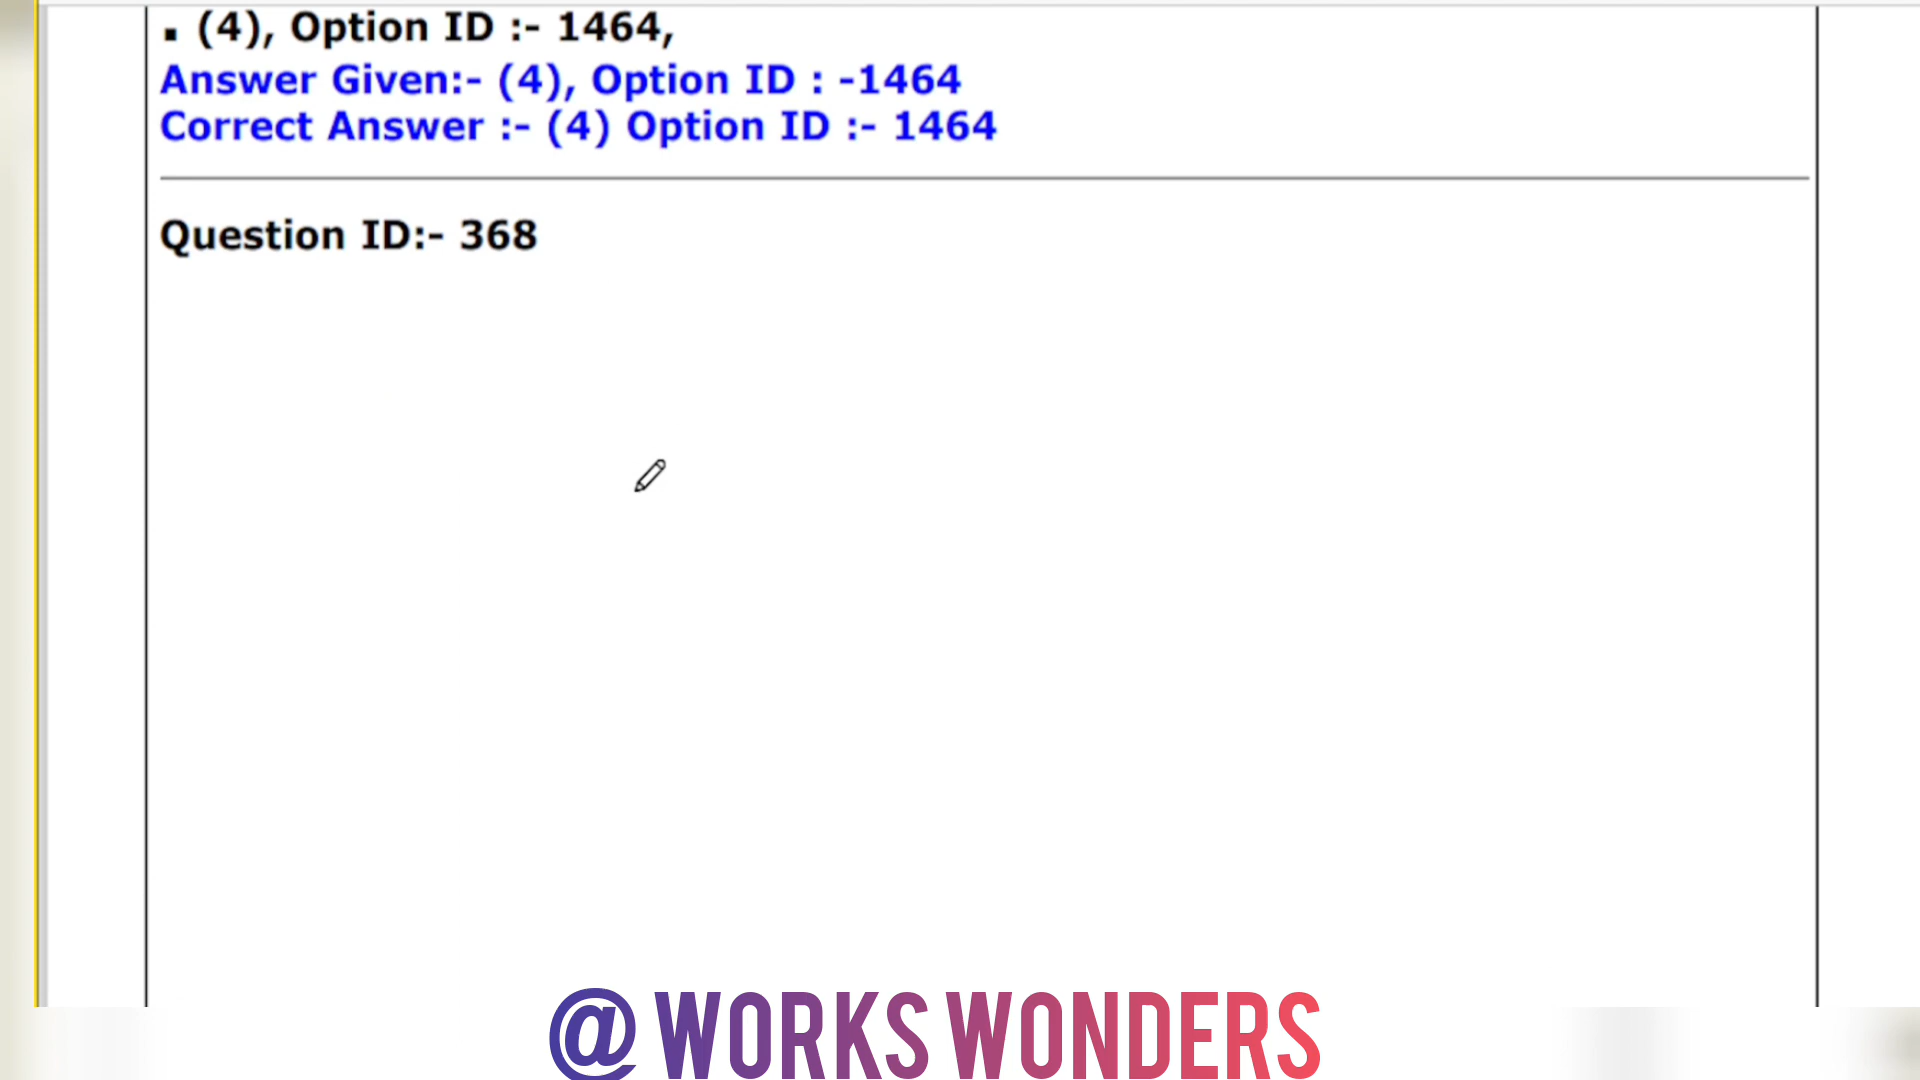 ▪ (4), Option ID :- 1464,
Answer Given:- (4), Option ID : -1464
Correct Answer :- (4) Option ID :- 1464
Question ID:- 368
@ WORKS WONDERS